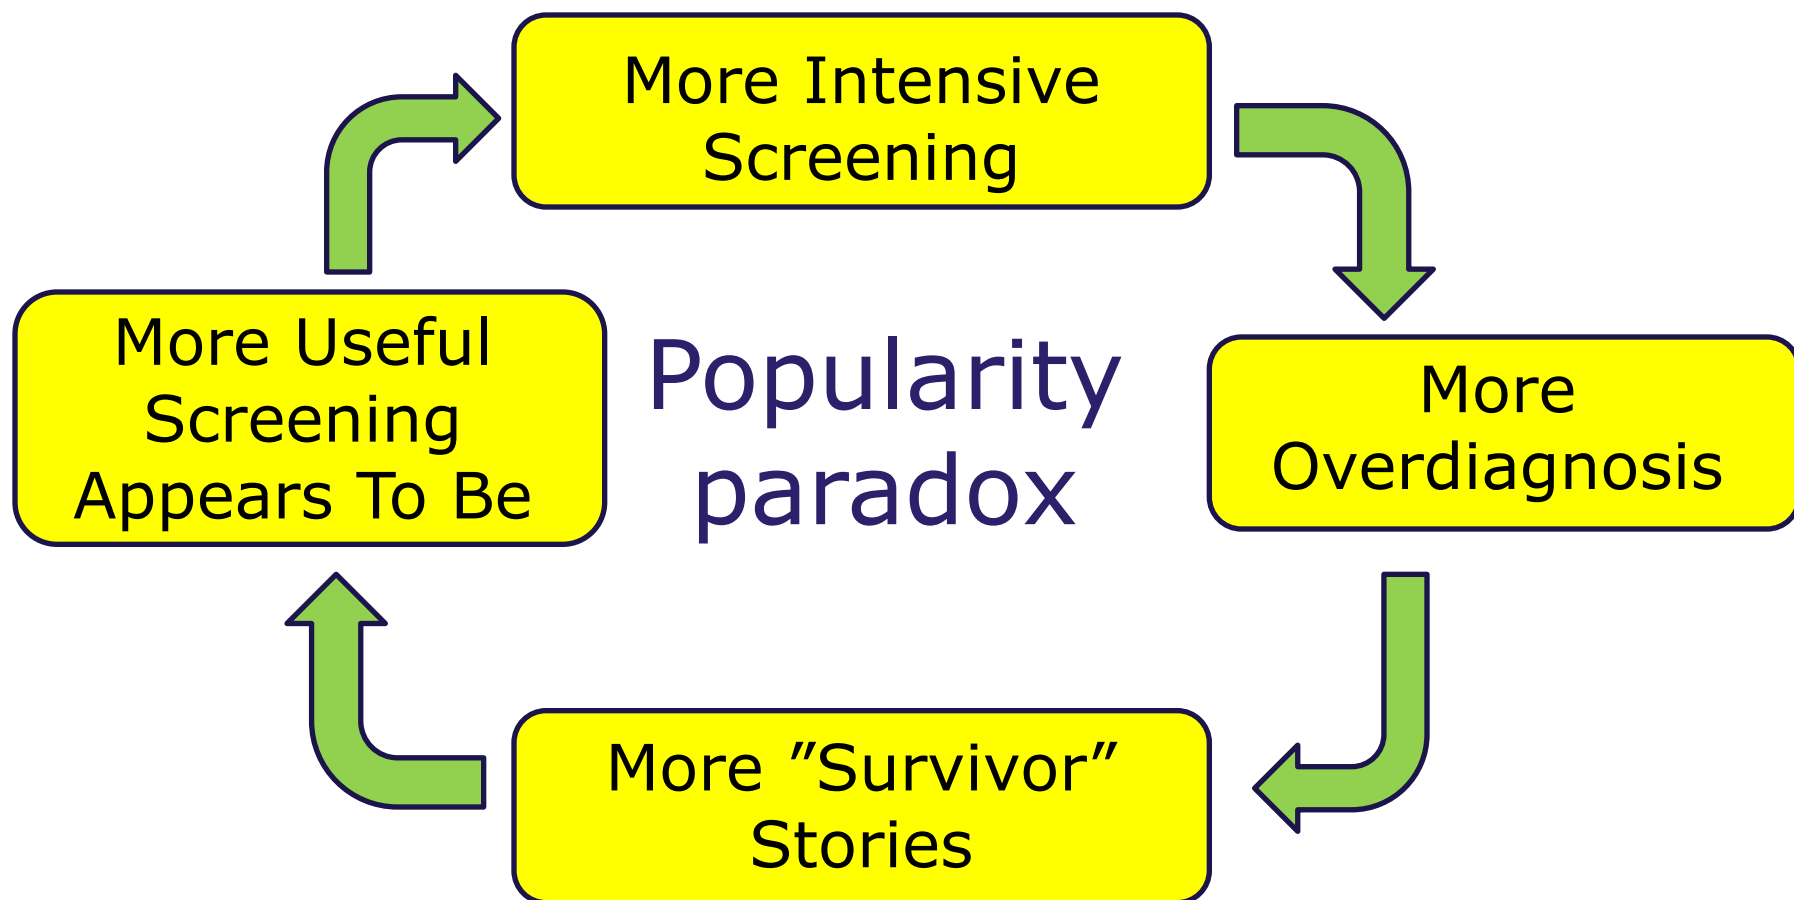 More Intensive
Screening
More Useful
Screening
Appears To Be
Popularity
paradox
More
Overdiagnosis
More ”Survivor”
Stories